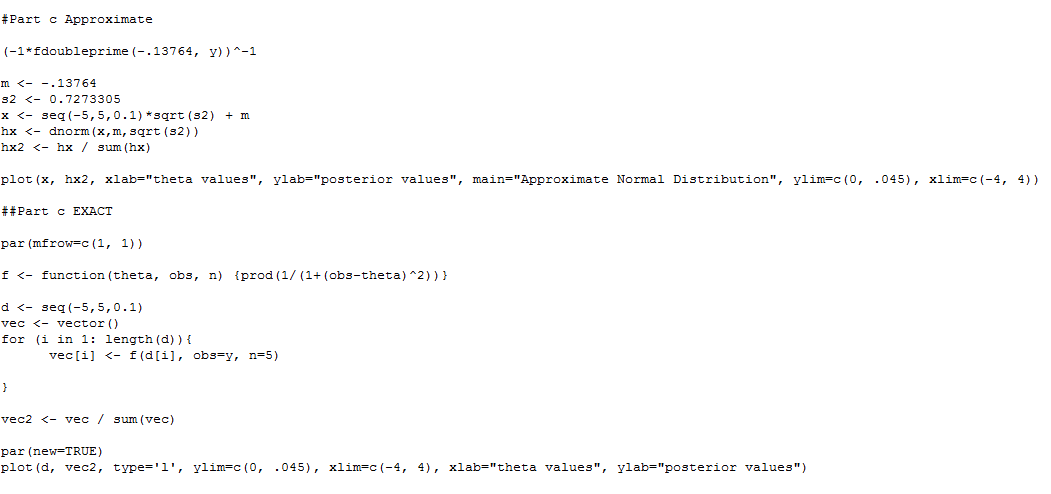 #Part c Approximate
(-1*fdoubleprime(-.13764, y))^-1
m <- -.13764
s2 <- 0.7273305
x <- seq(-5,5,0.1)*sqrt(s2) + m
hx <- dnorm(x,m,sqrt(s2))
hx2 <- hx / sum(hx)
plot(x, hx2, xlab="theta values", ylab="posterior values", main="Approximate Normal Distribution", ylim=c(0, .045), xlim=c(-4, 4))
##Part c EXACT
par(mfrow=c(1, 1))
f <- function(theta, obs, n) {prod(1/(1+(obs-theta)^2))}
d <- seq(-5,5,0.1)
vec <- vector()
for (i in 1: length(d)){
vec[i] <- f(d[i], obs=y, n=5)
}
vec2 <- vec / sum(vec)
par(new=TRUE)
plot(d, vec2, type='l', ylim=c(0, .045), xlim=c(-4, 4), xlab="theta values", ylab="posterior values")